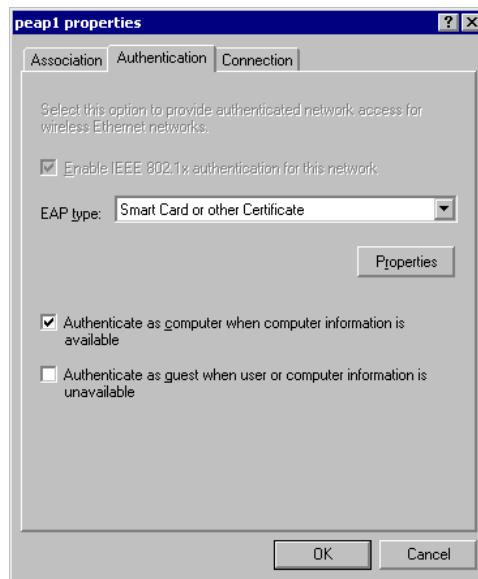 peap1 properties
Association Authentication Connection
Select this option to provide authenticated network access for
wireless Ethernet networks.
Enable IEEE 802.1x authentication for this network
EAP type: Smart Card or other Certificate
Properties
Authenticate as computer when computer information is
available
Authenticate as guest when user or computer information is
unavailable
OK Cancel